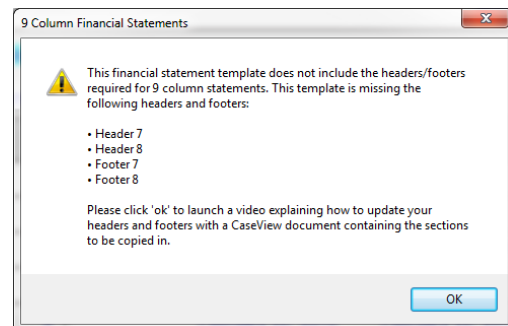 9 Column Financial Statements
This financial statement template does not include the headers/footers
required for 9 column statements. This template is missing the
following headers and footers:
• Header 7
• Header 8
• Footer 7
• Footer 8
Please click 'ok' to launch a video explaining how to update your
headers and footers with a CaseView document containing the sections
to be copied in.
OK